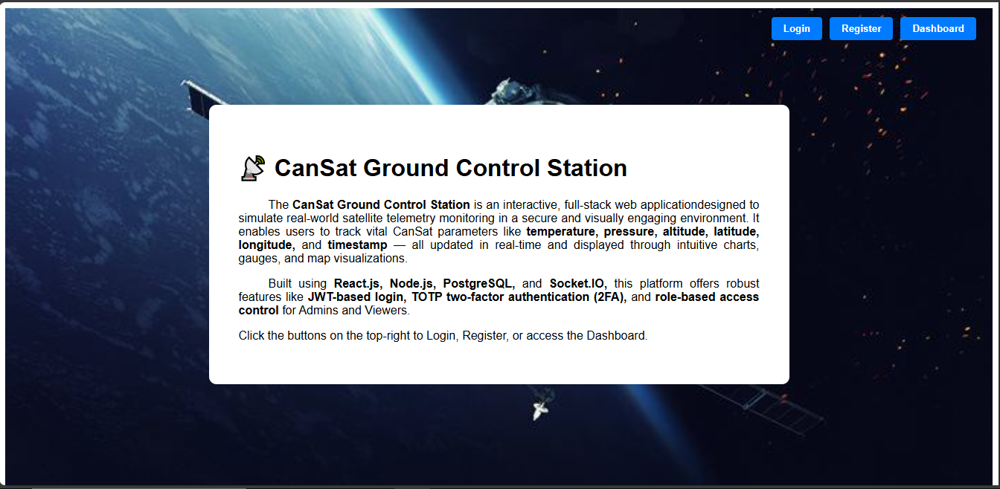 Login Register Dashboard
CanSat Ground Control Station
The CanSat Ground Control Station is an interactive, full-stack web applicationdesigned to
simulate real-world satellite telemetry monitoring in a secure and visually engaging environment. It
enables users to track vital CanSat parameters like temperature, pressure, altitude, latitude,
longitude, and timestamp — all updated in real-time and displayed through intuitive charts,
gauges, and map visualizations.
Built using React.js, Node.js, PostgreSQL, and Socket.IO, this platform offers robust
features like JWT-based login, TOTP two-factor authentication (2FA), and role-based access
control for Admins and Viewers.
Click the buttons on the top-right to Login, Register, or access the Dashboard.